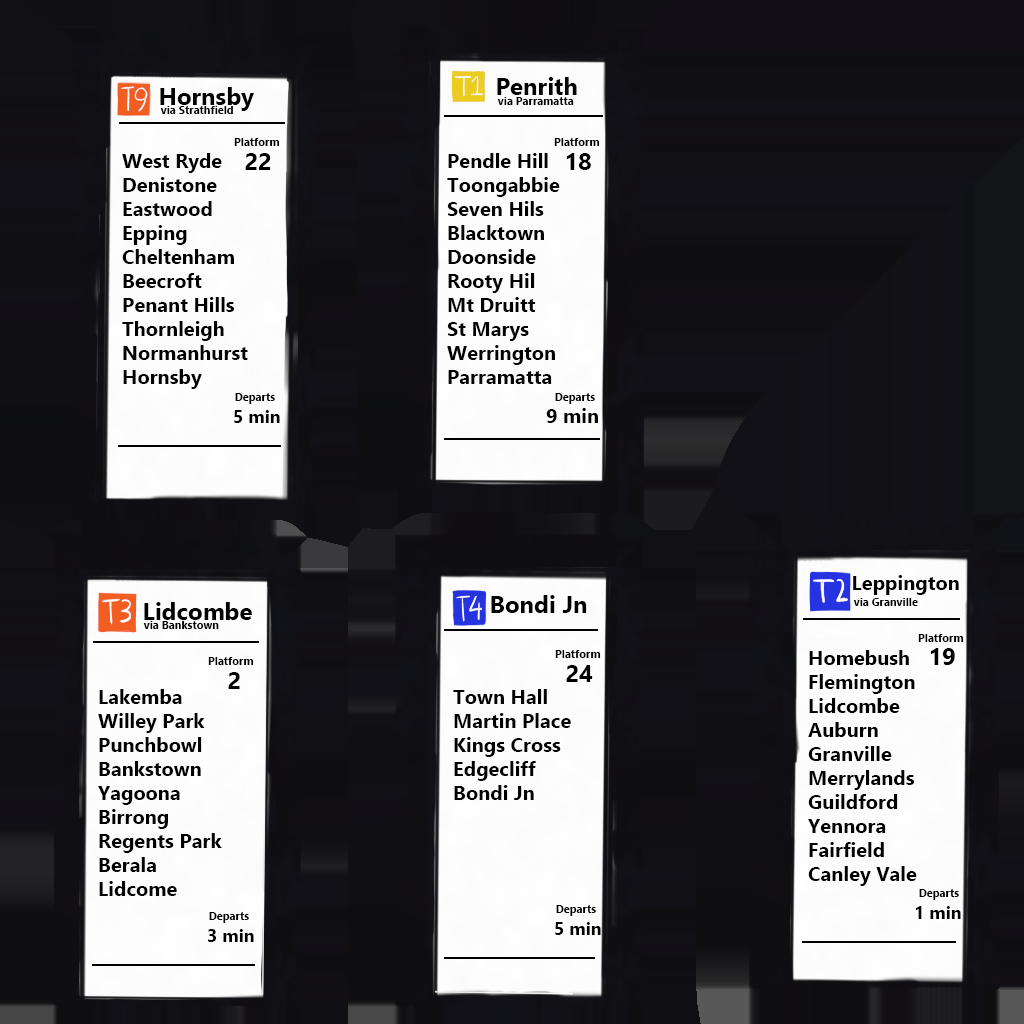 T9 Hornsby
via Strathfield
Platform
22
West Ryde
Denistone
Eastwood
Epping
Cheltenham
Beecroft
Penant Hills
Thornleigh
Normanhurst
Hornsby
Departs
5 min
T1 Penrith
via Parramatta
Platform
18
Pendle Hill
Toongabbie
Seven Hils
Blacktown
Doonside
Rooty Hil
Mt Druitt
St Marys
Werrington
Parramatta
Departs
9 min
T3 Lidcombe
via Bankstown
Platform
2
Lakemba
Willey Park
Punchbowl
Bankstown
Yagoona
Birrong
Regents Park
Berala
Lidcome
Departs
3 min
T4 Bondi Jn
Platform
24
Town Hall
Martin Place
Kings Cross
Edgecliff
Bondi Jn
Departs
5 min
T2 Leppington
via Granville
Platform
19
Homebush
Flemington
Lidcombe
Auburn
Granville
Merrylands
Guildford
Yennora
Fairfield
Canley Vale
Departs
1 min